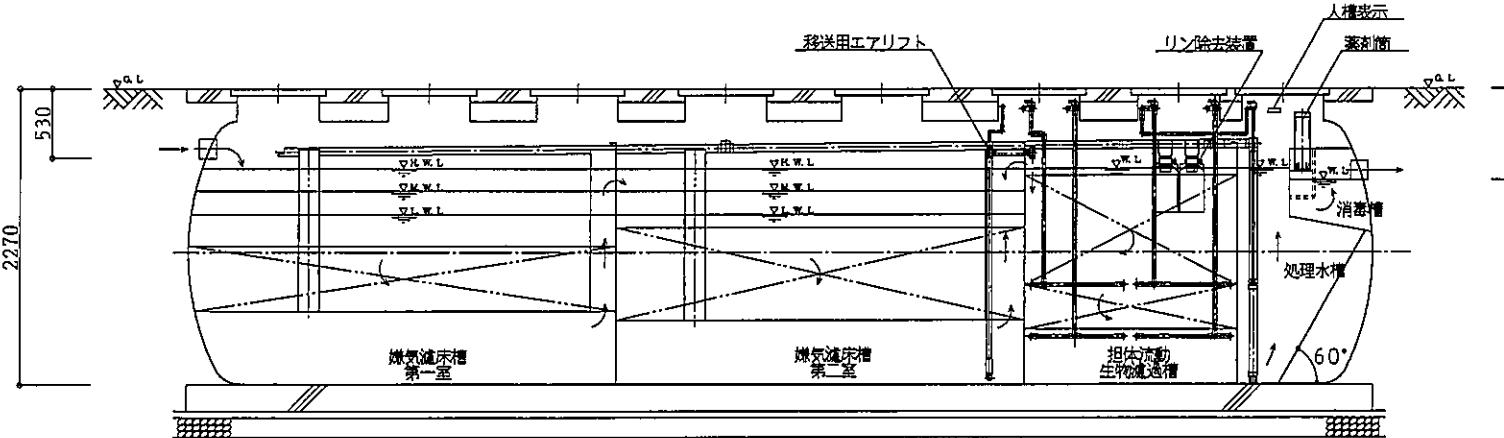 人槽表示
移送用エアリフト
リン除去装置
薬剤筒
G.L
G.L
530
2270
H.W.L
H.W.L
W.L
W.L
W.L
M.W.L
M.W.L
L.W.L
L.W.L
消毒槽
処理水槽
嫌気濾床槽
第一室
嫌気濾床槽
第二室
担体流動
生物濾過槽
60°